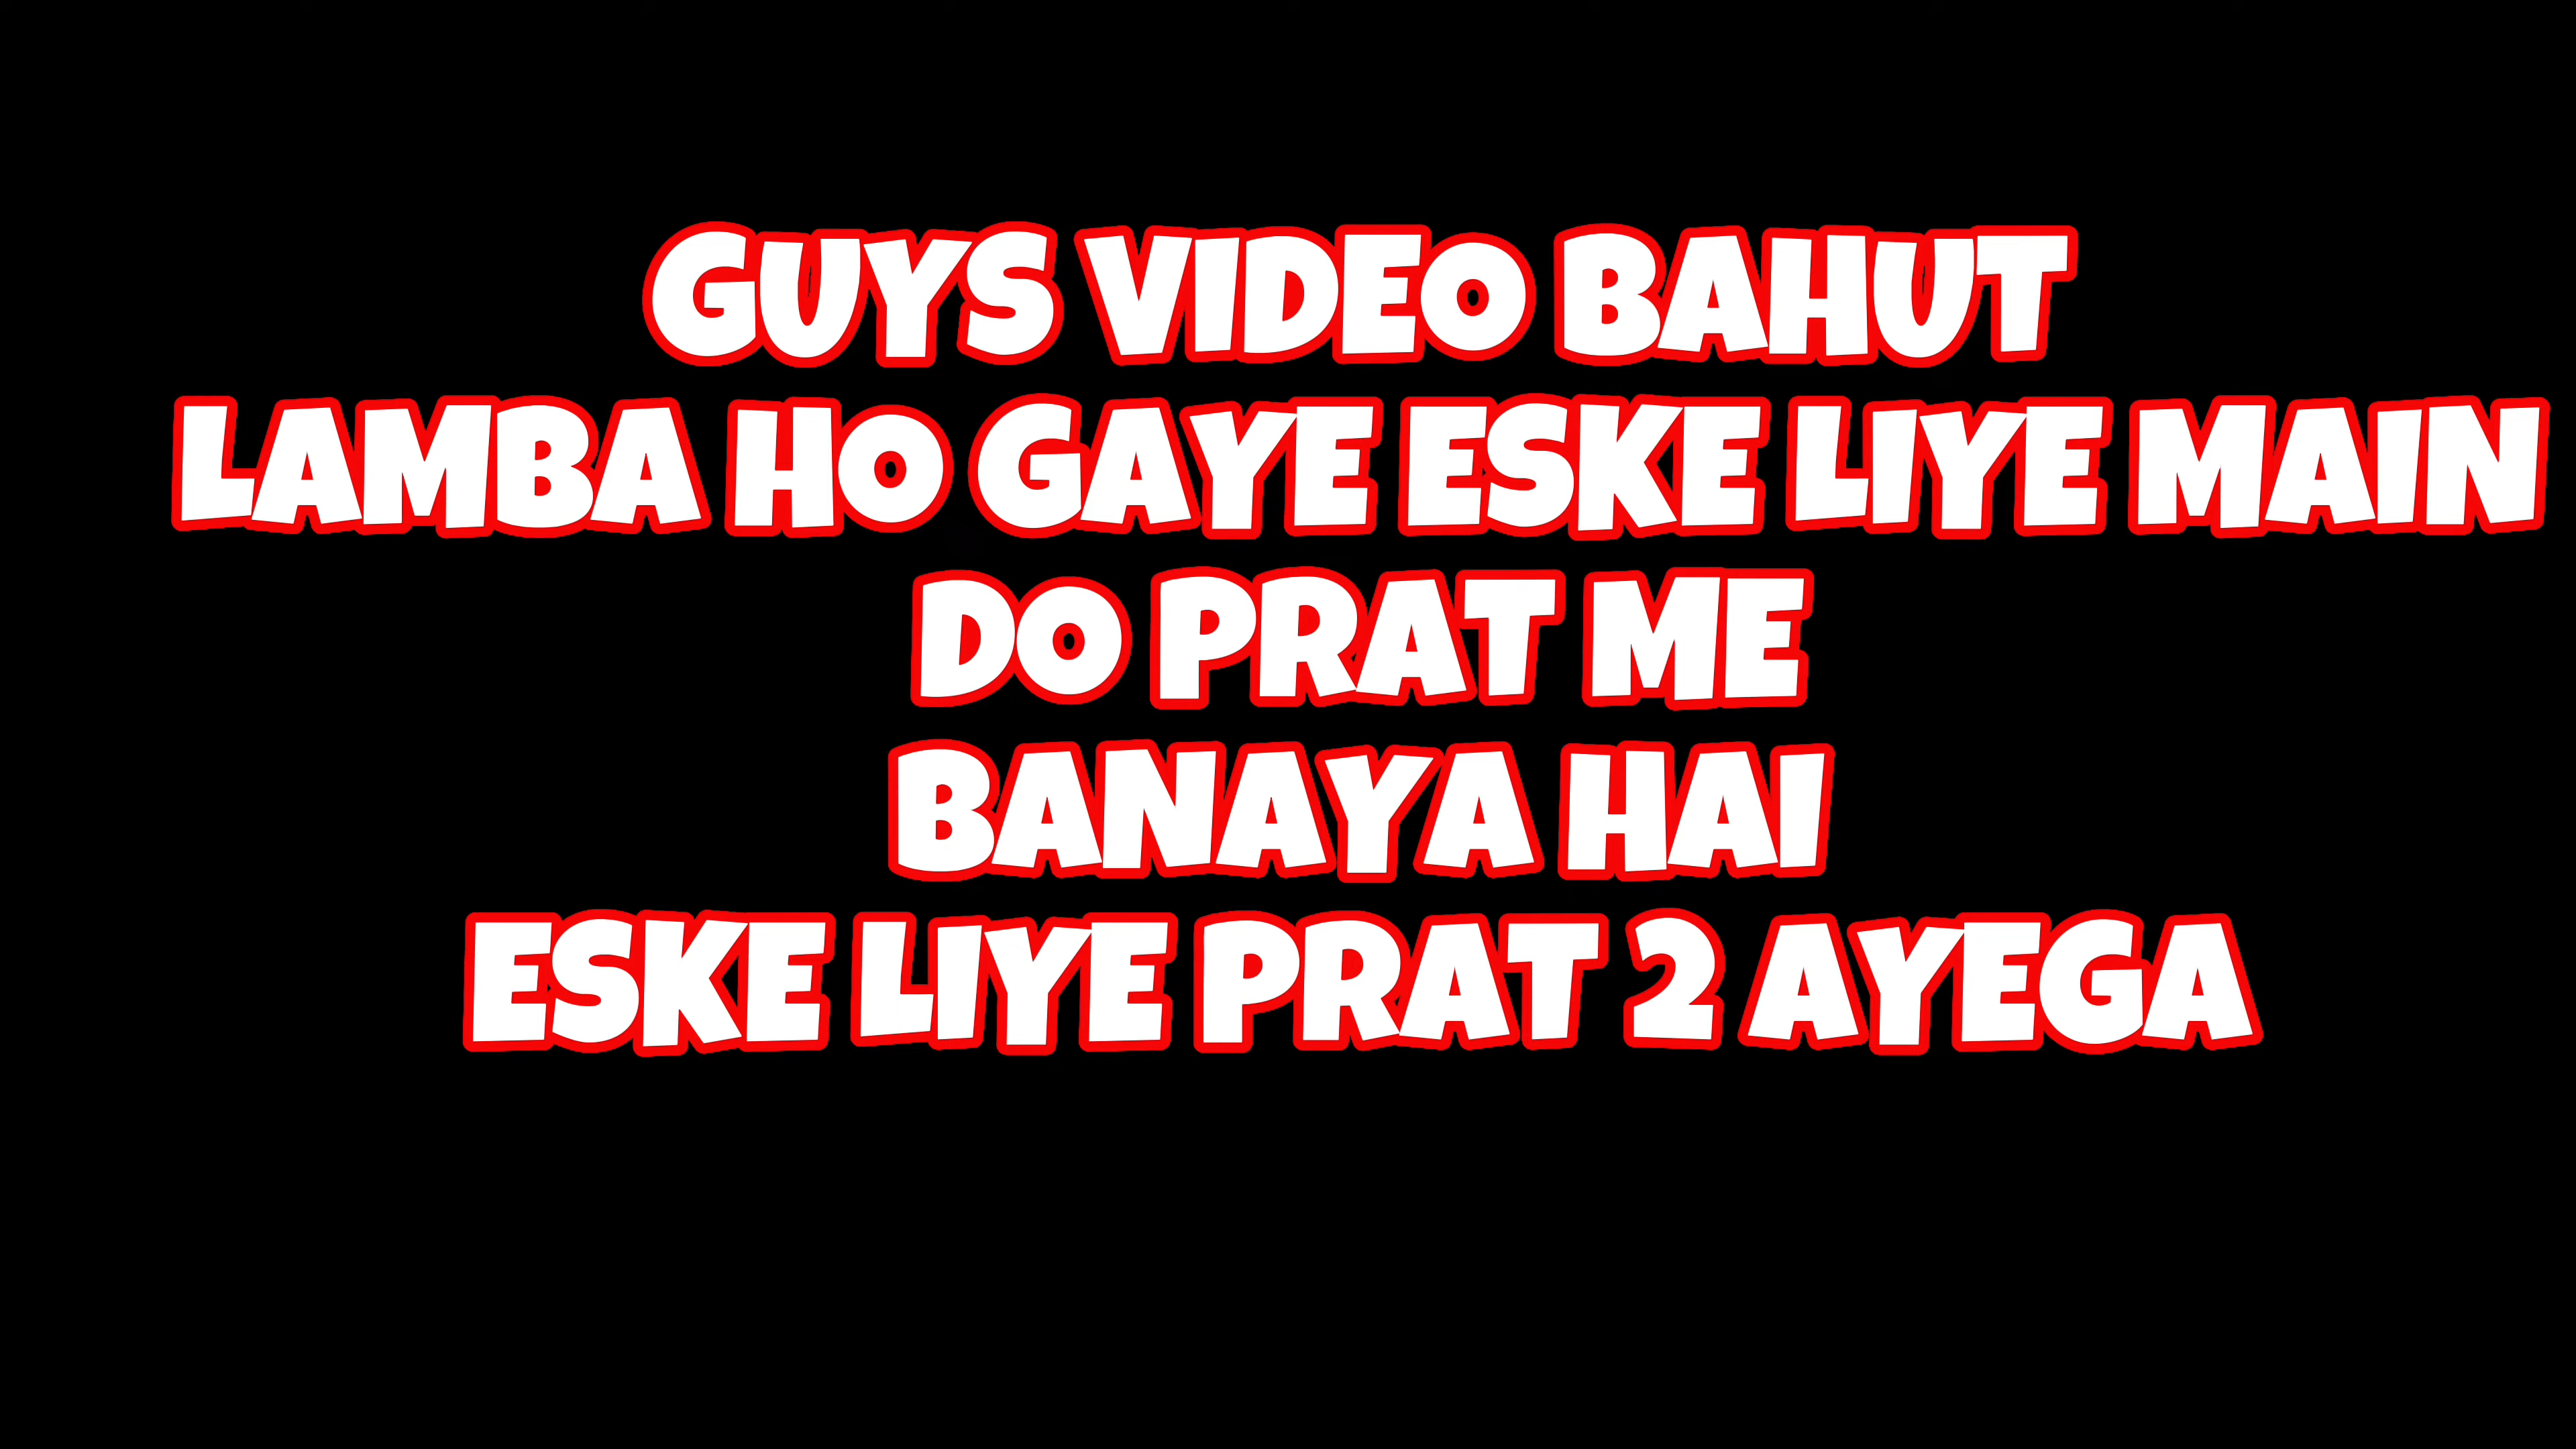 GUYS VIDEO BAHUT
LAMBA HO GAYE ESKE LIYE MAIN
DO PRAT ME
BANAYA HAI
ESKE LIYE PRAT 2 AYEGA